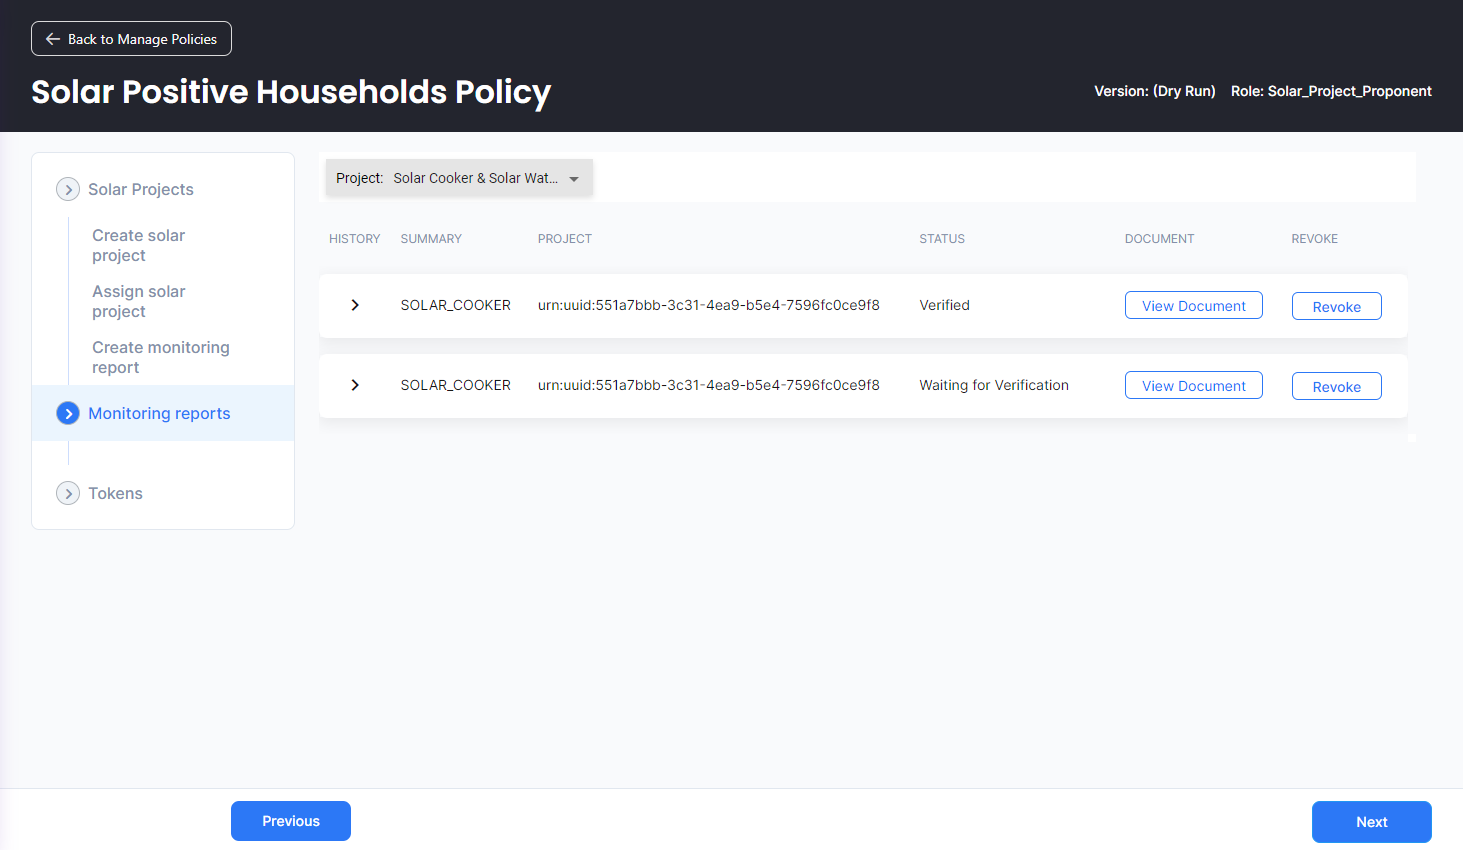 Back to Manage Policies
Solar Positive Households Policy
Version: (Dry Run) Role: Solar_Project_Proponent
Solar Projects
Create solar
project
Assign solar
project
Create monitoring
report
Monitoring reports
Tokens
Project: Solar Cooker & Solar Wat...
HISTORY SUMMARY PROJECT STATUS DOCUMENT REVOKE
SOLAR_COOKER urn:uuid:551a7bbb-3c31-4ea9-b5e4-7596fc0ce9f8 Verified View Document Revoke
SOLAR_COOKER urn:uuid:551a7bbb-3c31-4ea9-b5e4-7596fc0ce9f8 Waiting for Verification View Document Revoke
Previous Next